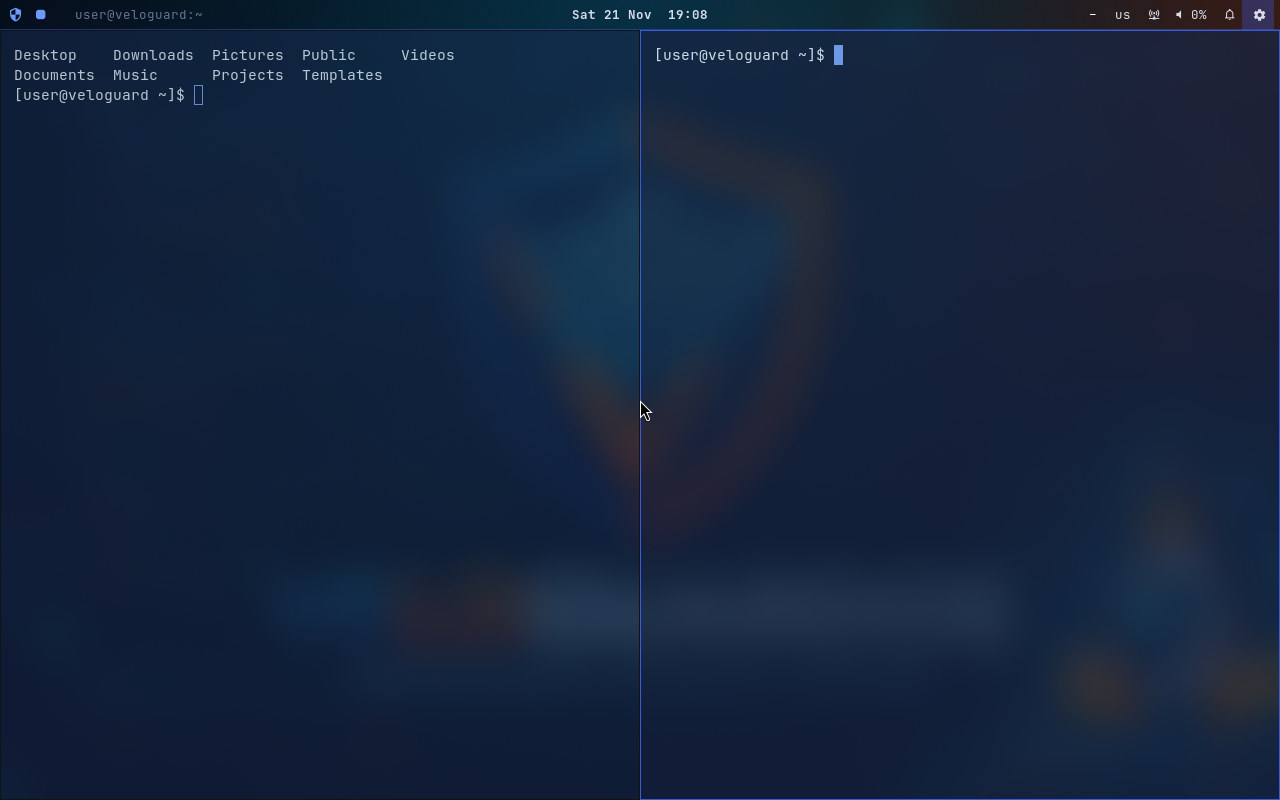 user@veloguard:~
Sat 21 Nov 19:08
us
0%
Desktop Downloads Pictures Public Videos
Documents Music Projects Templates
[user@veloguard ~]$
[user@veloguard ~]$